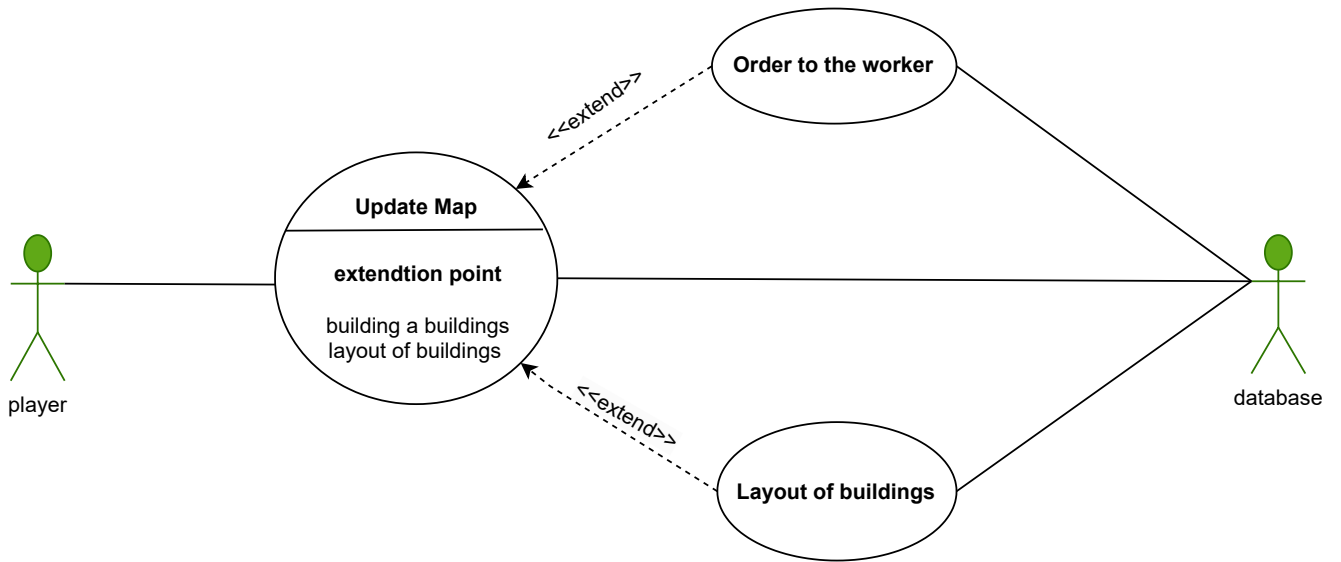 Order to the worker
<<extend>>
Update Map
extendtion point
building a buildings
layout of buildings
player
database
<<extend>>
Layout of buildings